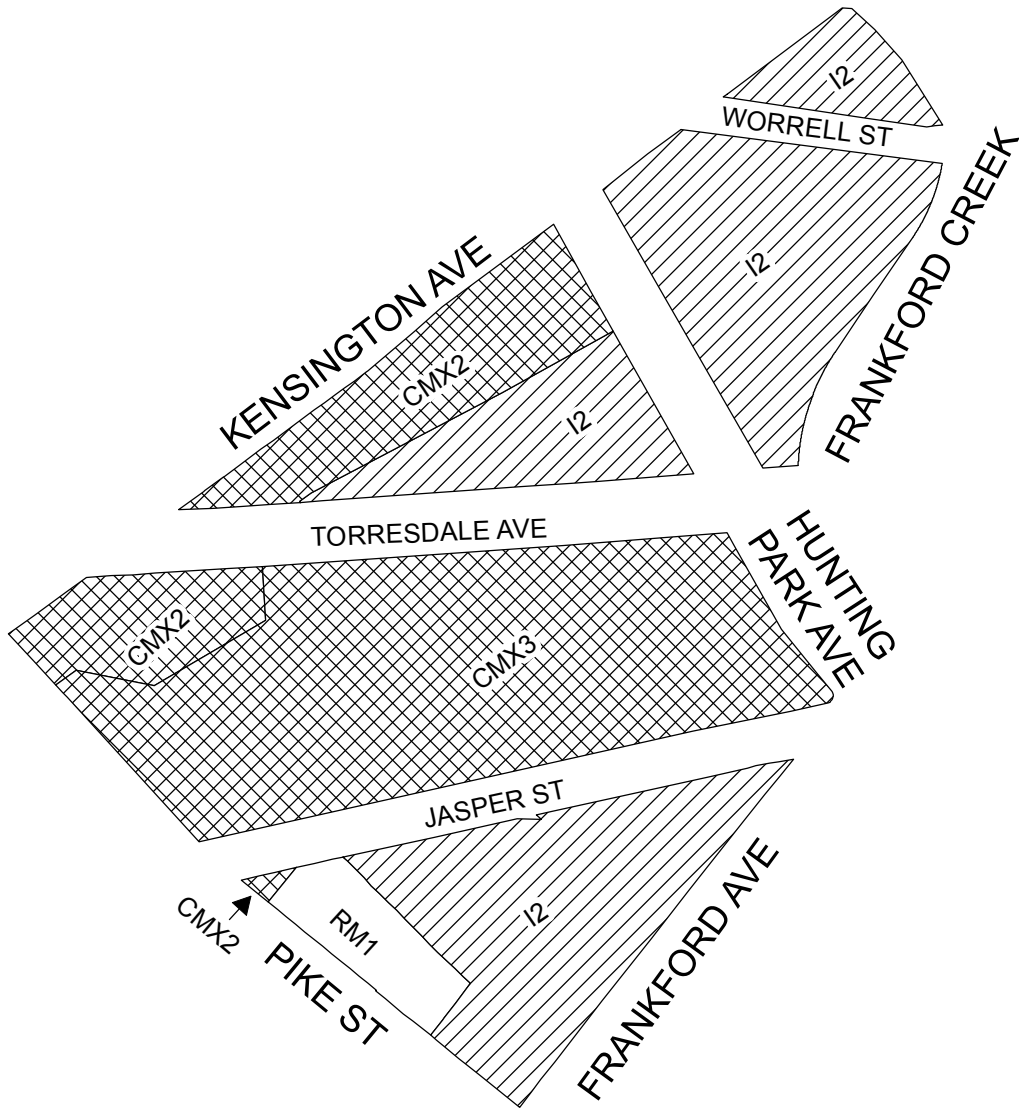 I2
WORRELL ST
FRANKFORD CREEK
I2
KENSINGTON AVE
CMX2
I2
TORRESDALE AVE
HUNTING
PARK AVE
CMX2
CMX3
JASPER ST
CMX2
RM1
I2
PIKE ST
FRANKFORD AVE